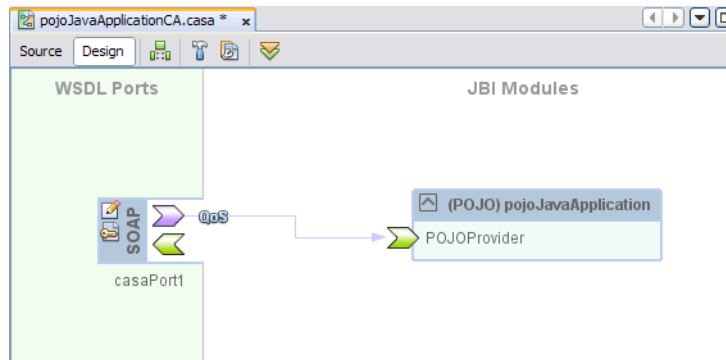 pojoJavaApplicationCA.casa * x
Source Design
WSDL Ports JBI Modules
SOAP
QoS
(POJO) pojoJavaApplication
POJOProvider
casaPort1